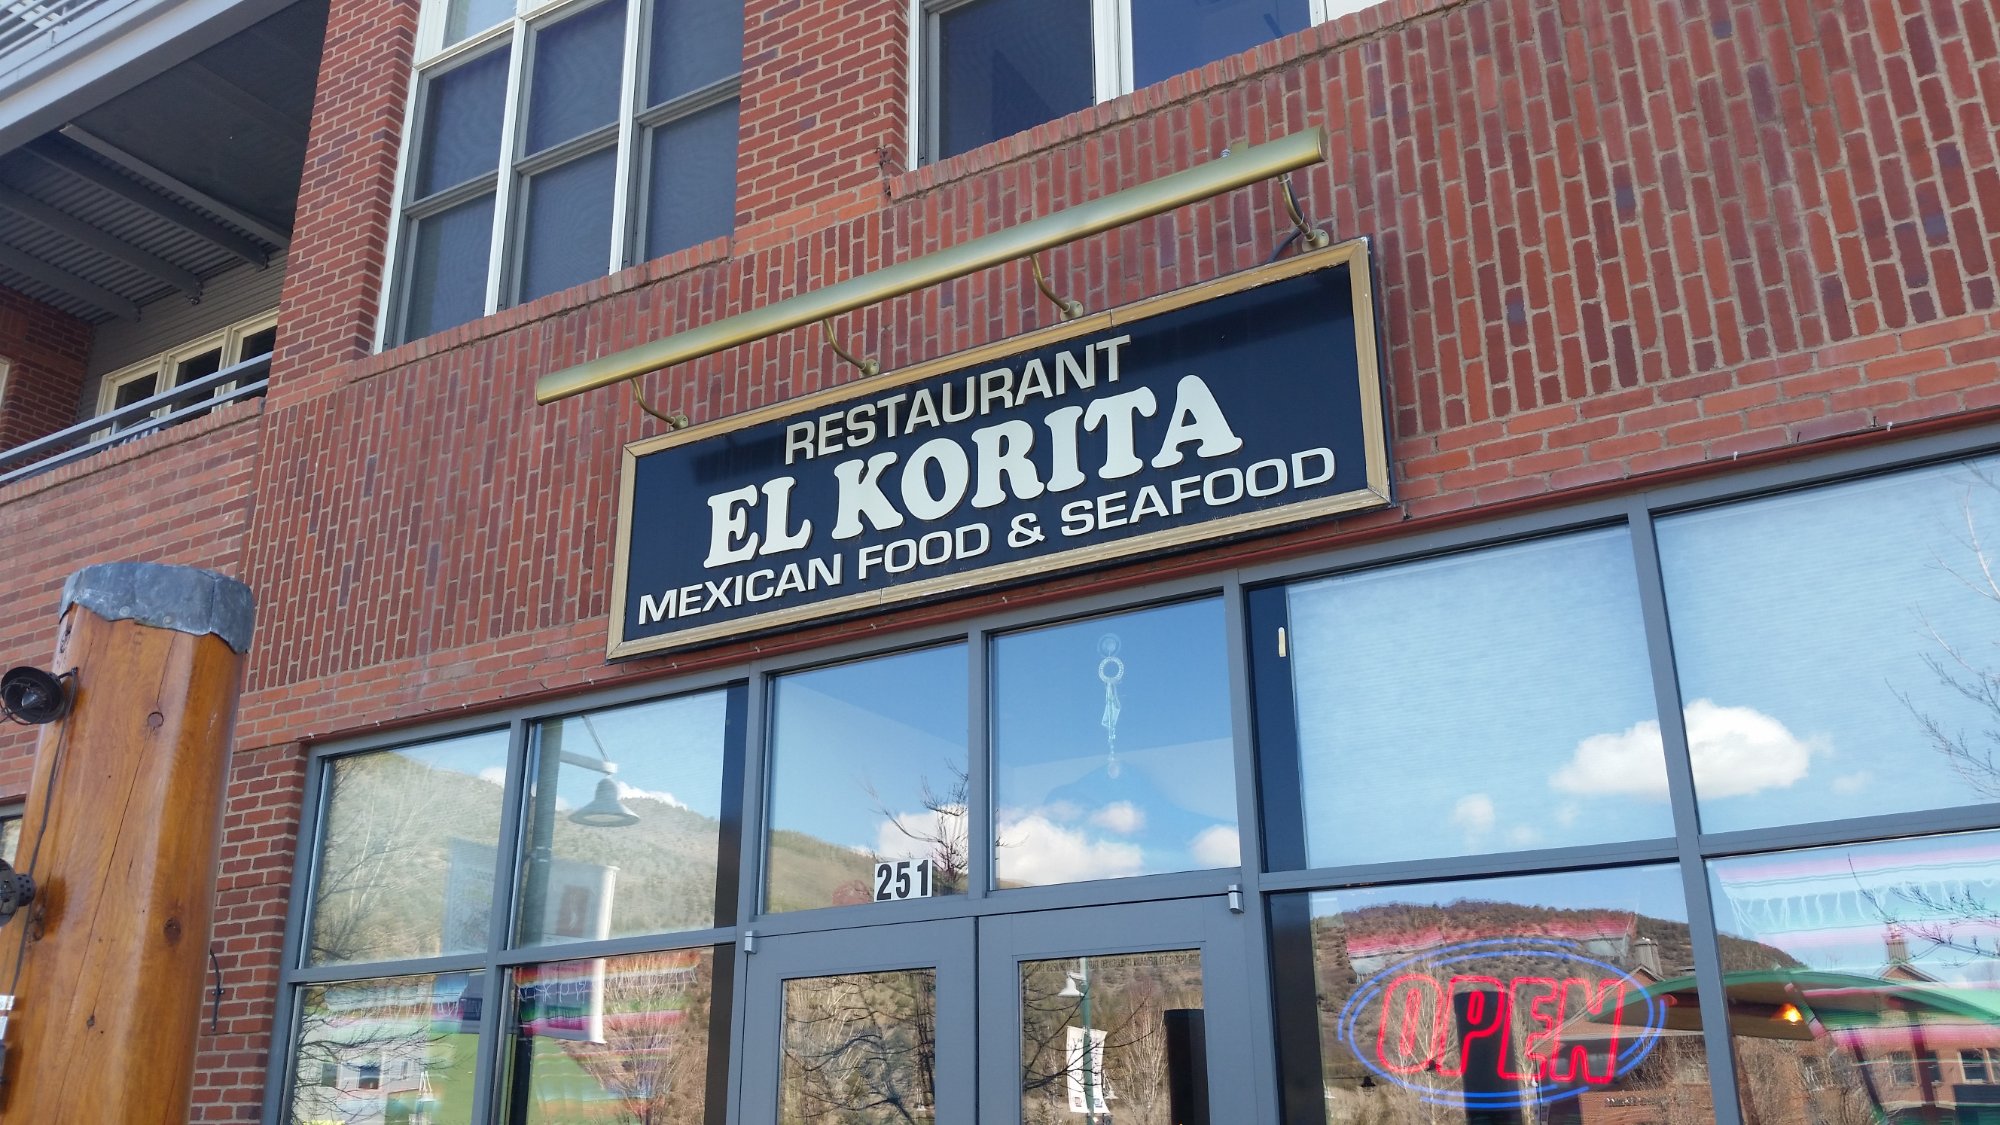 RESTAURANT
EL KORITA
MEXICAN FOOD & SEAFOOD
251
OPEN